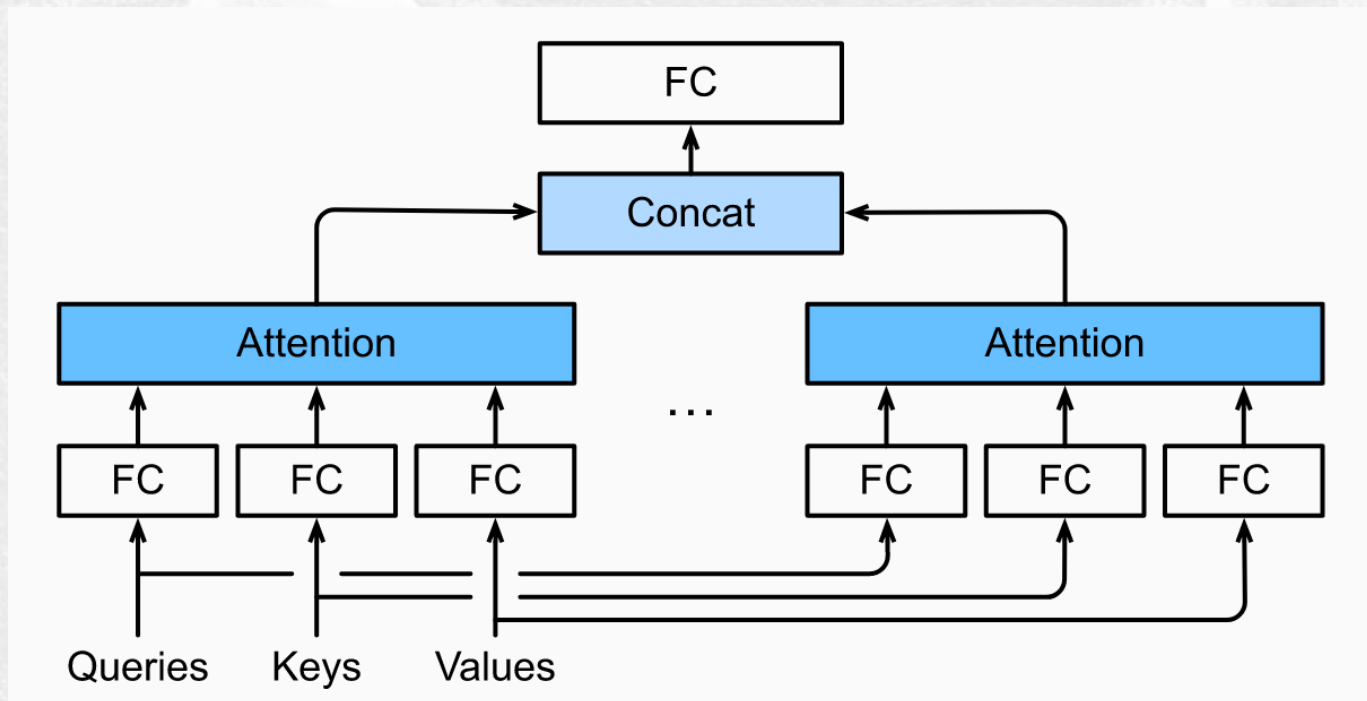 FC
Concat
Attention
Attention
...
FC
FC
FC
FC
FC
FC
Queries
Keys
Values